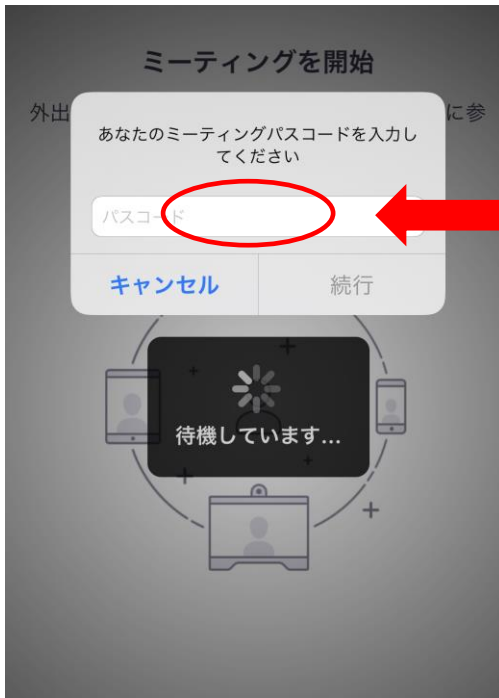 ミーティングを開始
外出
に参
あなたのミーティングパスコードを入力し
てください
パスコード
キャンセル
続行
待機しています...